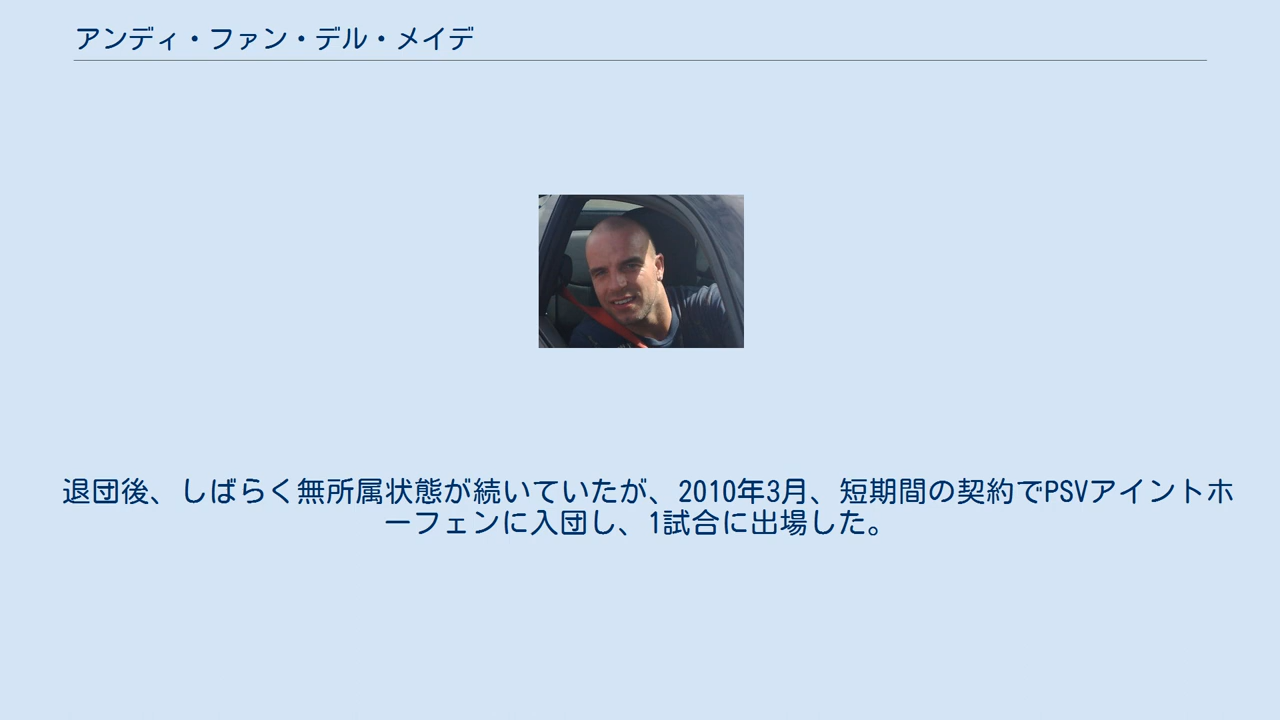 アンディ・ファン・デル・メイデ
退団後、しばらく無所属状態が続いていたが、2010年3月、短期間の契約でPSVアイントホ
ーフェンに入団し、1試合に出場した。